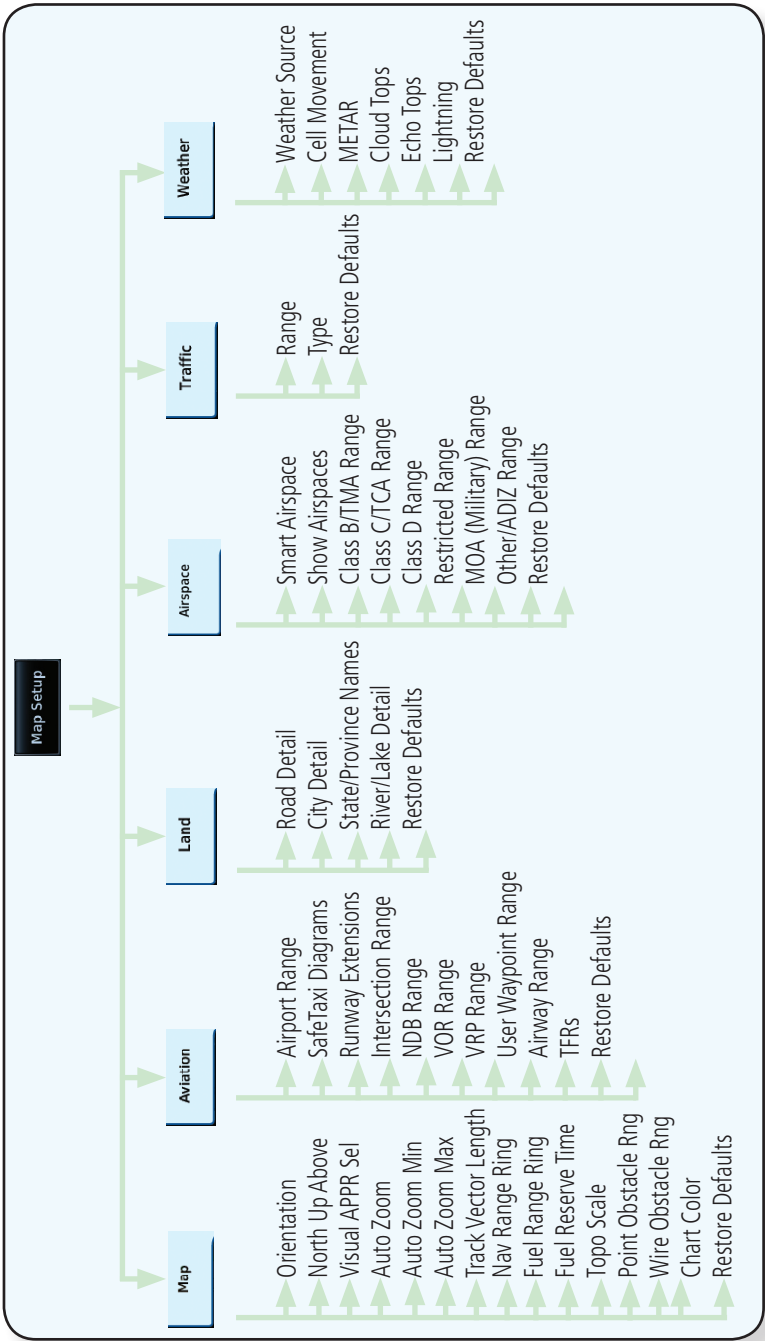 Map Setup
Map
Orientation
North Up Above
Visual APPR Sel
Auto Zoom
Auto Zoom Min
Auto Zoom Max
Track Vector Length
Nav Range Ring
Fuel Range Ring
Fuel Reserve Time
Topo Scale
Point Obstacle Rng
Wire Obstacle Rng
Chart Color
Restore Defaults
Aviation
Airport Range
SafeTaxi Diagrams
Runway Extensions
Intersection Range
NDB Range
VOR Range
VRP Range
User Waypoint Range
Airway Range
TFRs
Restore Defaults
Land
Road Detail
City Detail
State/Province Names
River/Lake Detail
Restore Defaults
Airspace
Smart Airspace
Show Airspaces
Class B/TMA Range
Class C/TCA Range
Class D Range
Restricted Range
MOA (Military) Range
Other/ADIZ Range
Restore Defaults
Traffic
Range
Type
Restore Defaults
Weather
Weather Source
Cell Movement
METAR
Cloud Tops
Echo Tops
Lightning
Restore Defaults